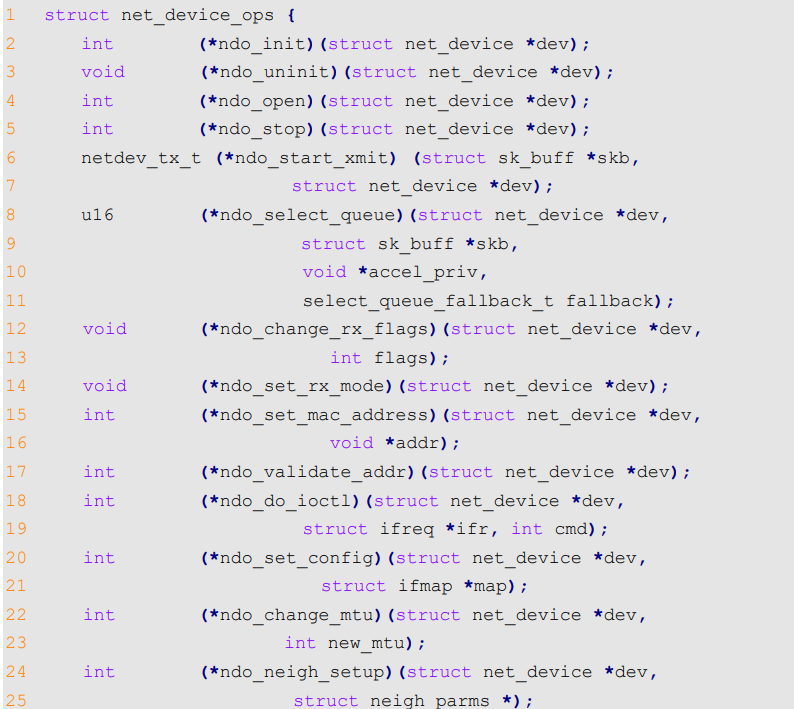 1 struct net_device_ops {
2 int (*ndo_init)(struct net_device *dev);
3 void (*ndo_uninit)(struct net_device *dev);
4 int (*ndo_open)(struct net_device *dev);
5 int (*ndo_stop)(struct net_device *dev);
6 netdev_tx_t (*ndo_start_xmit) (struct sk_buff *skb,
7 struct net_device *dev);
8 u16 (*ndo_select_queue)(struct net_device *dev,
9 struct sk_buff *skb,
10 void *accel_priv,
11 select_queue_fallback_t fallback);
12 void (*ndo_change_rx_flags)(struct net_device *dev,
13 int flags);
14 void (*ndo_set_rx_mode)(struct net_device *dev);
15 int (*ndo_set_mac_address)(struct net_device *dev,
16 void *addr);
17 int (*ndo_validate_addr)(struct net_device *dev);
18 int (*ndo_do_ioctl)(struct net_device *dev,
19 struct ifreq *ifr, int cmd);
20 int (*ndo_set_config)(struct net_device *dev,
21 struct ifmap *map);
22 int (*ndo_change_mtu)(struct net_device *dev,
23 int new_mtu);
24 int (*ndo_neigh_setup)(struct net_device *dev,
25 struct neigh_parms *);